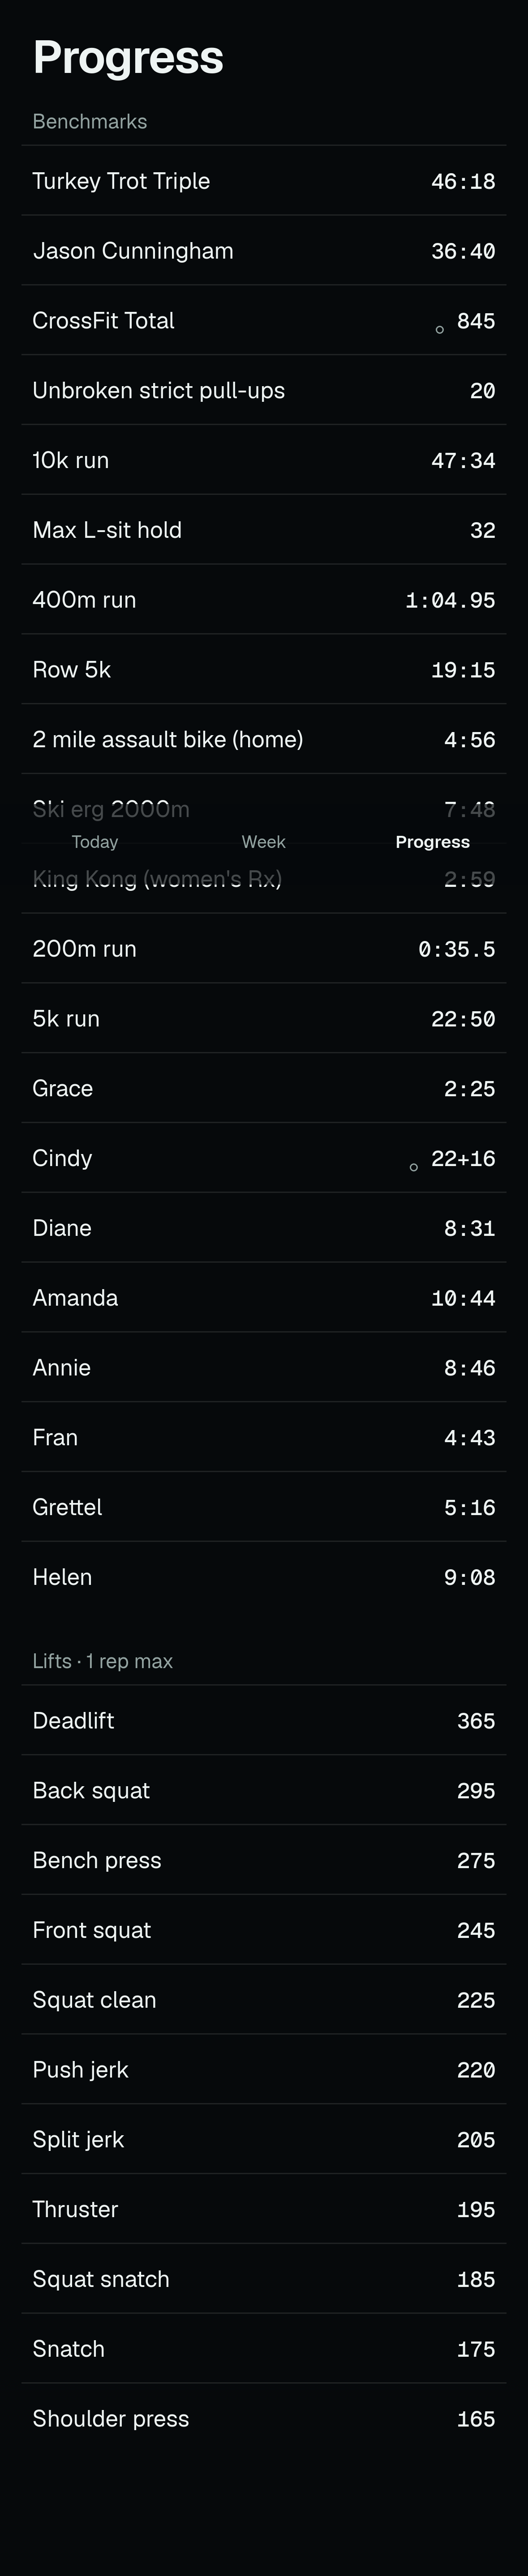 Progress
Benchmarks
Turkey Trot Triple 46:18
Jason Cunningham 36:40
CrossFit Total 845
Unbroken strict pull-ups 20
10k run 47:34
Max L-sit hold 32
400m run 1:04.95
Row 5k 19:15
2 mile assault bike (home) 4:56
Ski erg 2000m 7:48
Today Week Progress
King Kong (women's Rx) 2:59
200m run 0:35.5
5k run 22:50
Grace 2:25
Cindy 22+16
Diane 8:31
Amanda 10:44
Annie 8:46
Fran 4:43
Grettel 5:16
Helen 9:08
Lifts · 1 rep max
Deadlift 365
Back squat 295
Bench press 275
Front squat 245
Squat clean 225
Push jerk 220
Split jerk 205
Thruster 195
Squat snatch 185
Snatch 175
Shoulder press 165